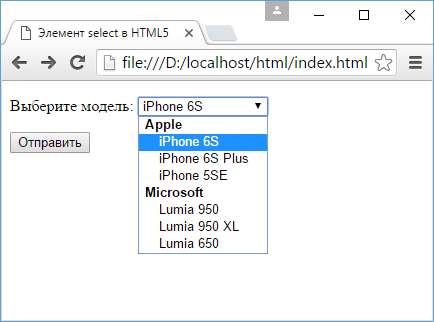 Элемент select в HTML5
file:///D:/localhost/html/index.html
Выберите модель: iPhone 6S
Apple
iPhone 6S
iPhone 6S Plus
iPhone 5SE
Microsoft
Lumia 950
Lumia 950 XL
Lumia 650
Отправить